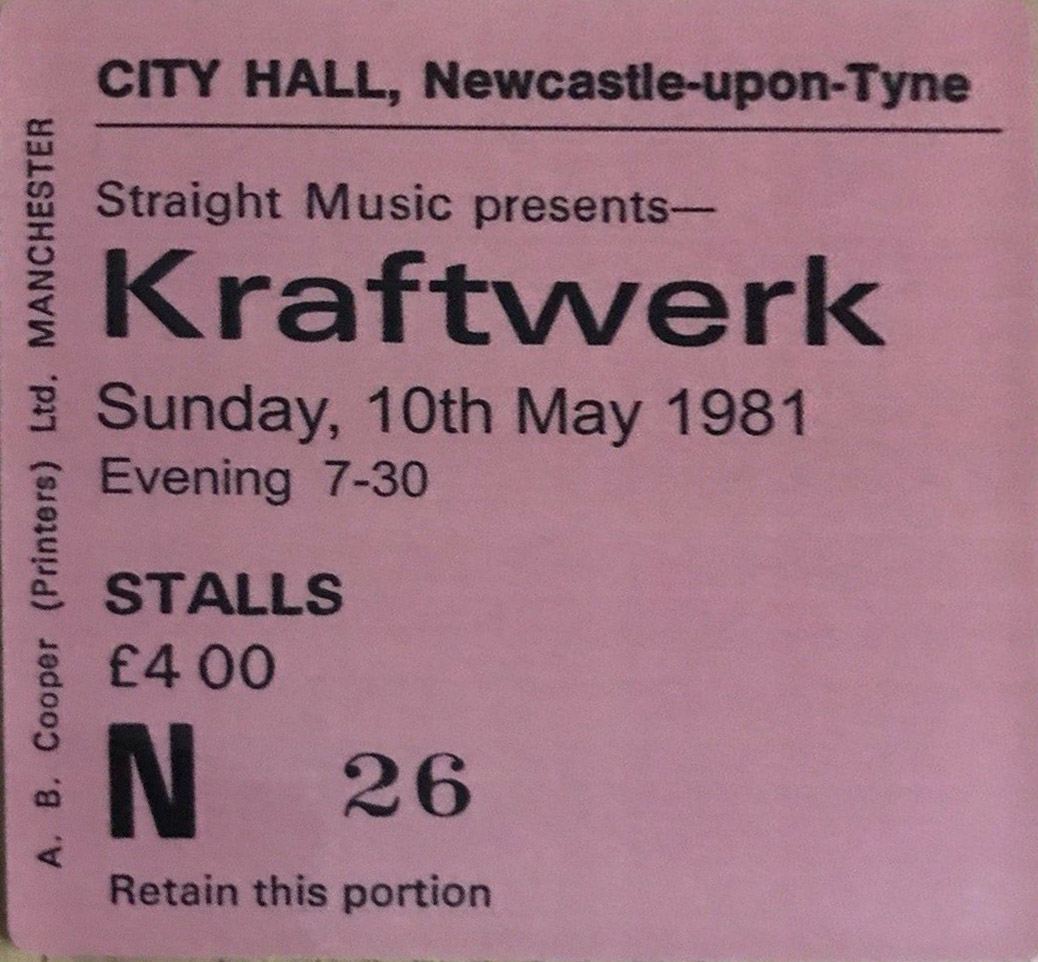 CITY HALL, Newcastle-upon-Tyne
Straight Music presents—
Kraftwerk
Sunday, 10th May 1981
Evening 7-30
STALLS
£4 00
N 26
Retain this portion
A. B. Cooper (Printers) Ltd. MANCHESTER